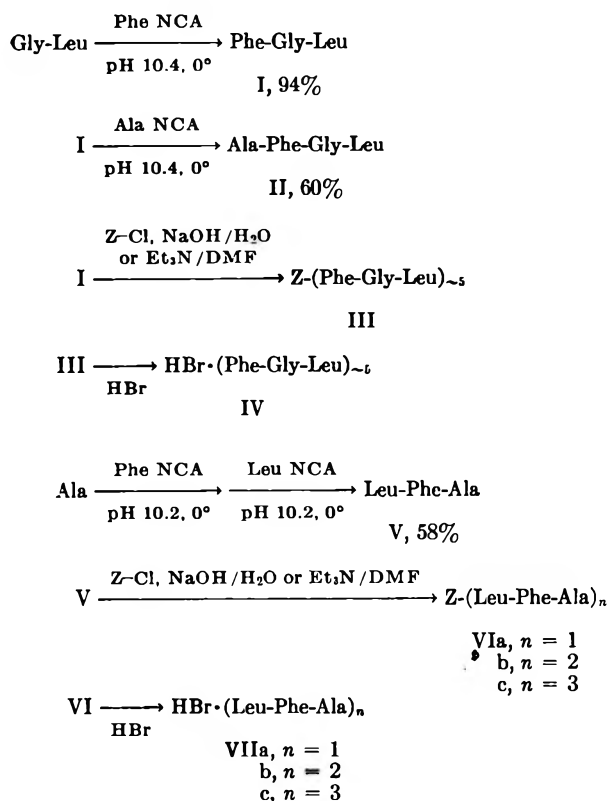 Phe NCA
Gly-Leu ⟶ Phe-Gly-Leu
pH 10.4, 0°
I, 94%
Ala NCA
I ⟶ Ala-Phe-Gly-Leu
pH 10.4, 0°
II, 60%
Z-Cl, NaOH/H₂O
or Et₃N/DMF
I ⟶ Z-(Phe-Gly-Leu)~₅
III
III ⟶ HBr·(Phe-Gly-Leu)~₅
HBr
IV
Phe NCA Leu NCA
Ala ⟶ ⟶ Leu-Phe-Ala
pH 10.2, 0° pH 10.2, 0°
V, 58%
Z-Cl, NaOH/H₂O or Et₃N/DMF
V ⟶ Z-(Leu-Phe-Ala)ₙ
VIa, n = 1
b, n = 2
c, n = 3
VI ⟶ HBr·(Leu-Phe-Ala)ₙ
HBr
VIIa, n = 1
b, n = 2
c, n = 3